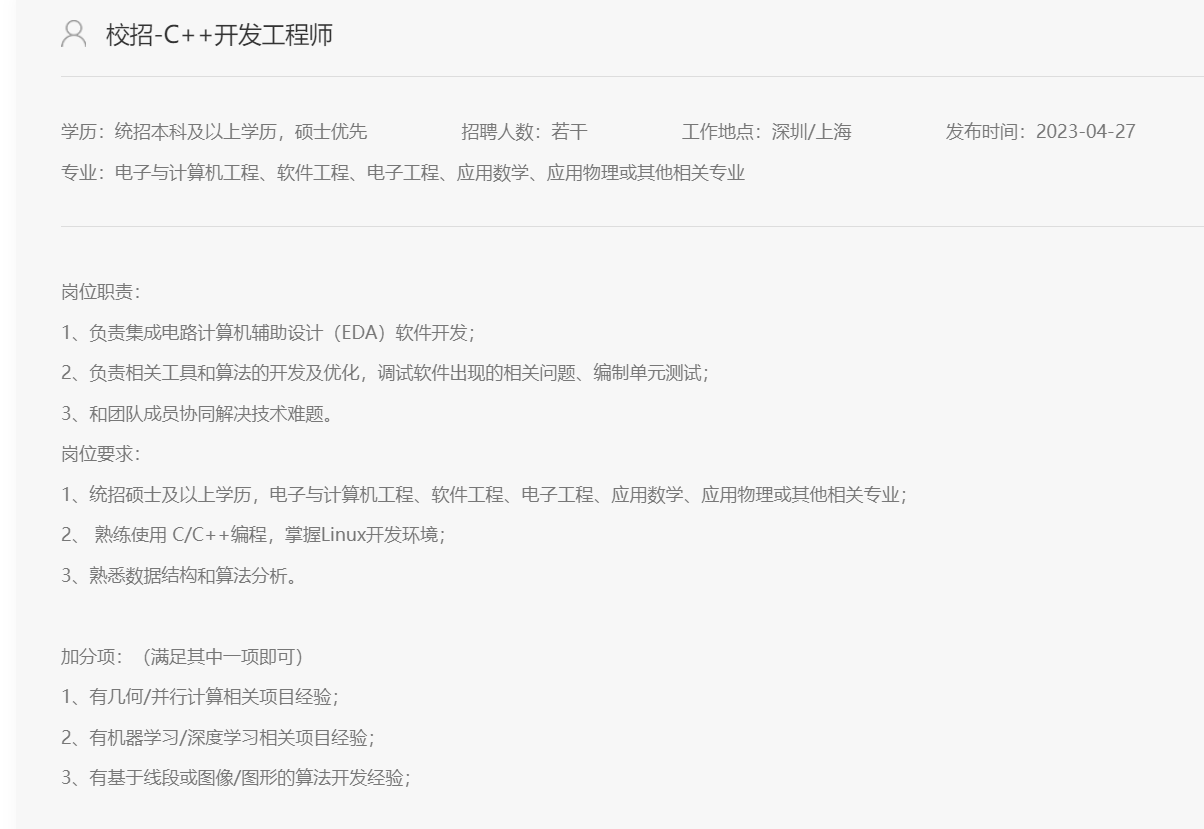 校招-C++开发工程师
学历：统招本科及以上学历，硕士优先 招聘人数：若干 工作地点：深圳/上海 发布时间：2023-04-27
专业：电子与计算机工程、软件工程、电子工程、应用数学、应用物理或其他相关专业
岗位职责：
1、负责集成电路计算机辅助设计（EDA）软件开发；
2、负责相关工具和算法的开发及优化，调试软件出现的相关问题、编制单元测试；
3、和团队成员协同解决技术难题。
岗位要求：
1、统招硕士及以上学历，电子与计算机工程、软件工程、电子工程、应用数学、应用物理或其他相关专业；
2、 熟练使用 C/C++编程，掌握Linux开发环境；
3、熟悉数据结构和算法分析。
加分项：（满足其中一项即可）
1、有几何/并行计算相关项目经验；
2、有机器学习/深度学习相关项目经验；
3、有基于线段或图像/图形的算法开发经验；